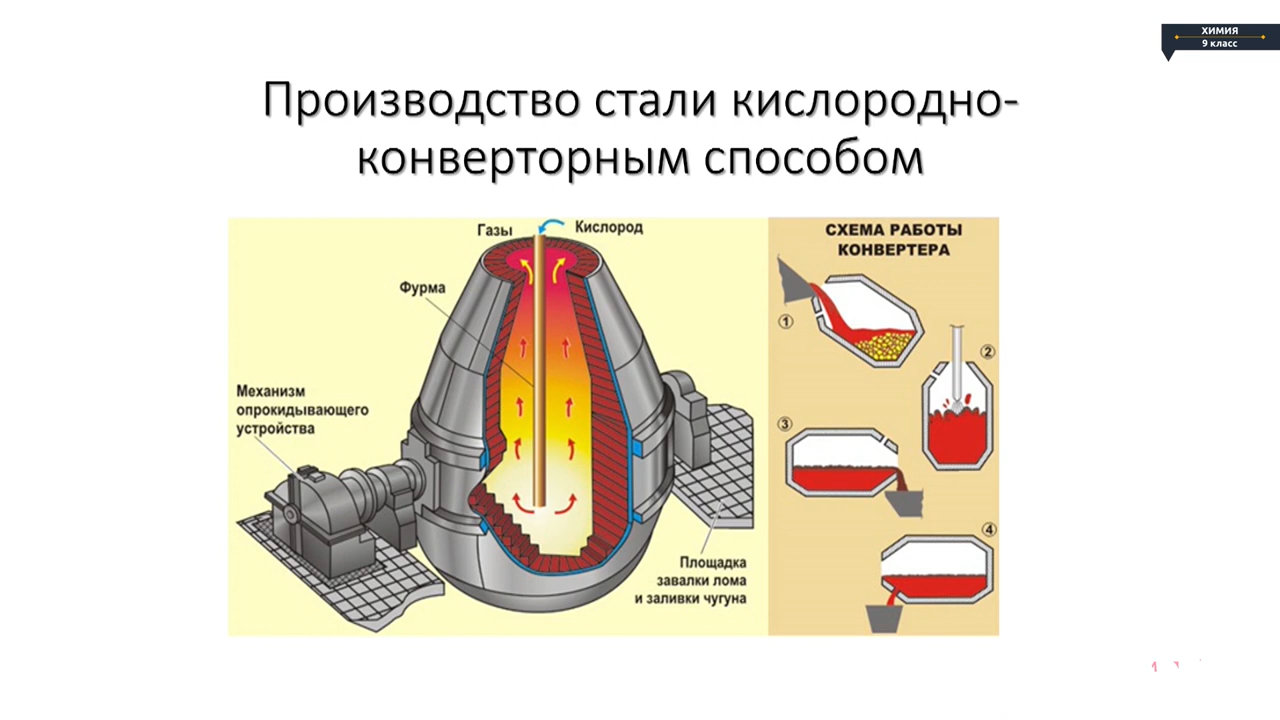 ХИМИЯ
9 класс
Производство стали кислородно-
конверторным способом
Газы
Кислород
Фурма
Механизм
опрокидывающего
устройства
Площадка
завалки лома
и заливки чугуна
СХЕМА РАБОТЫ
КОНВЕРТЕРА
1
2
3
4